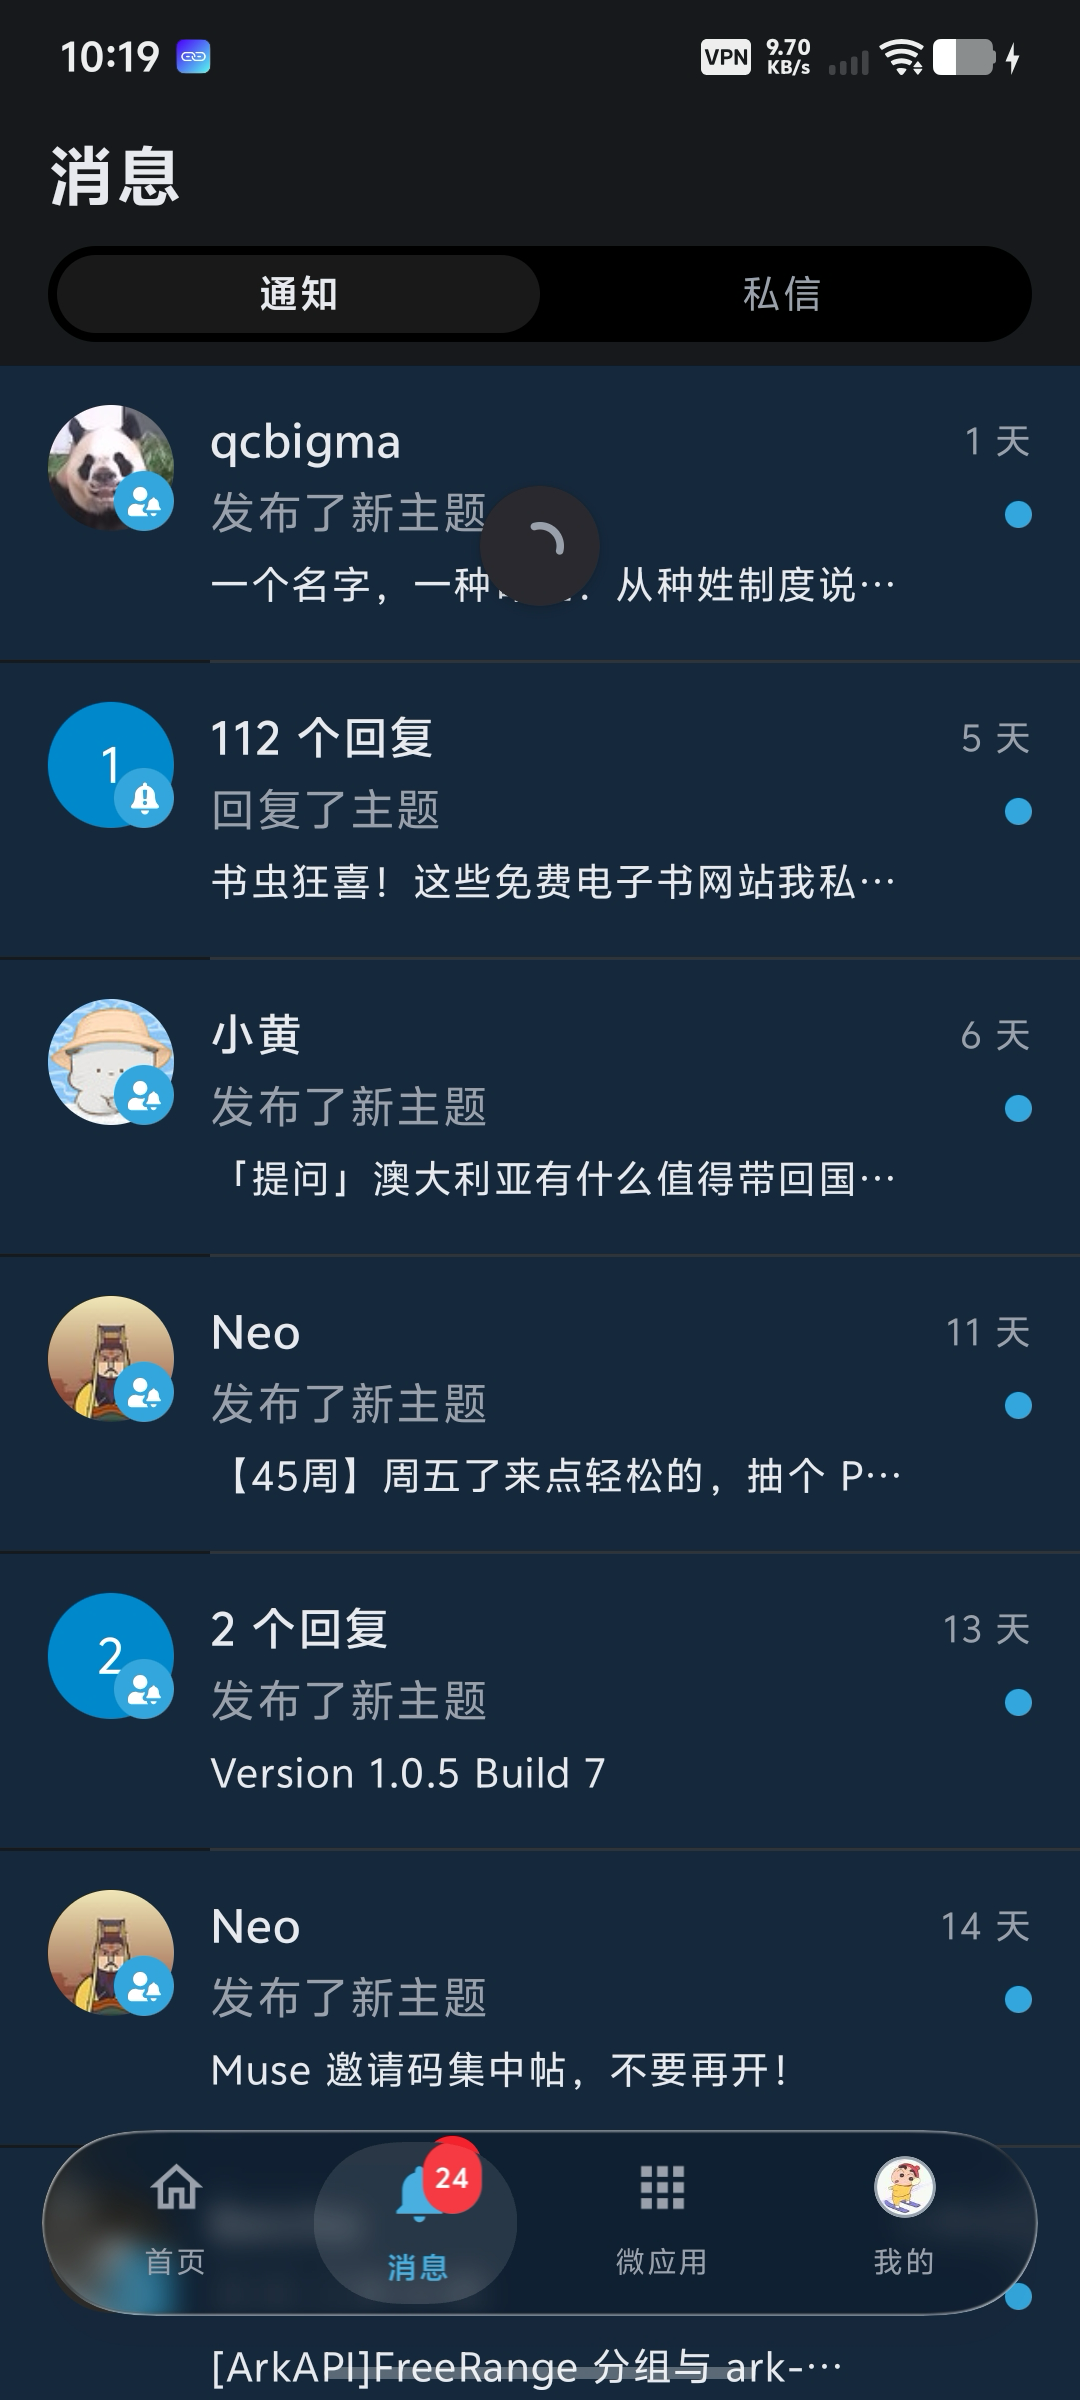 10:19
VPN 9.70 KB/s
消息
通知
私信
qcbigma
1 天
发布了新主题
一个名字，一种
：从种姓制度说…
1
112 个回复
5 天
回复了主题
书虫狂喜！这些免费电子书网站我私…
小黄
6 天
发布了新主题
「提问」澳大利亚有什么值得带回国…
Neo
11 天
发布了新主题
【45周】周五了来点轻松的，抽个 P…
2
2 个回复
13 天
发布了新主题
Version 1.0.5 Build 7
Neo
14 天
发布了新主题
Muse 邀请码集中帖，不要再开！
24
首页
消息
微应用
我的
[ArkAPI]FreeRange 分组与 ark-…